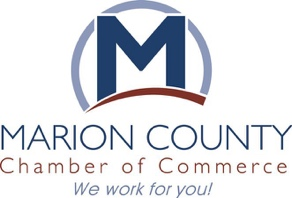 M
MARION COUNTY
Chamber of Commerce
We work for you!